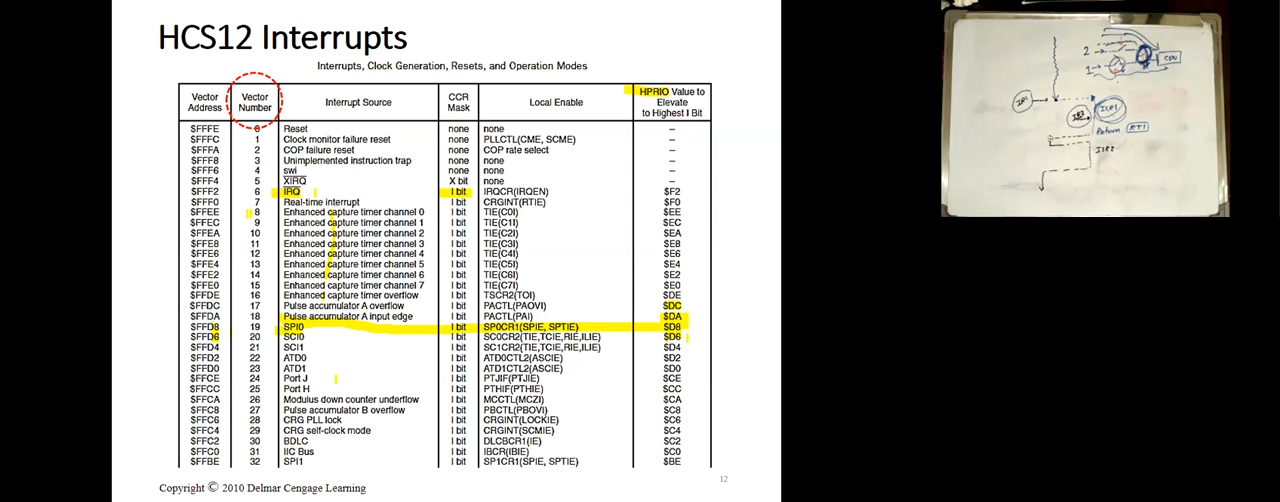 HCS12 Interrupts
Interrupts, Clock Generation, Resets, and Operation Modes
Vector Address Vector Number Interrupt Source CCR Mask Local Enable HPRIO Value to Elevate to Highest I Bit
$FFFE 0 Reset none none –
$FFFC 1 Clock monitor failure reset none PLLCTL(CME, SCME) –
$FFFA 2 COP failure reset none COP rate select –
$FFF8 3 Unimplemented instruction trap none none –
$FFF6 4 swi none none –
$FFF4 5 XIRQ X bit none –
$FFF2 6 IRQ I bit IRQCR(IRQEN) $F2
$FFF0 7 Real-time interrupt I bit CRGINT(RTIE) $F0
$FFEE 8 Enhanced capture timer channel 0 I bit TIE(C0I) $EE
$FFEC 9 Enhanced capture timer channel 1 I bit TIE(C1I) $EC
$FFEA 10 Enhanced capture timer channel 2 I bit TIE(C2I) $EA
$FFE8 11 Enhanced capture timer channel 3 I bit TIE(C3I) $E8
$FFE6 12 Enhanced capture timer channel 4 I bit TIE(C4I) $E6
$FFE4 13 Enhanced capture timer channel 5 I bit TIE(C5I) $E4
$FFE2 14 Enhanced capture timer channel 6 I bit TIE(C6I) $E2
$FFE0 15 Enhanced capture timer channel 7 I bit TIE(C7I) $E0
$FFDE 16 Enhanced capture timer overflow I bit TSCR2(TOI) $DE
$FFDC 17 Pulse accumulator A overflow I bit PACTL(PAOVI) $DC
$FFDA 18 Pulse accumulator A input edge I bit PACTL(PAI) $DA
$FFD8 19 SPI0 I bit SP0CR1(SPIE, SPTIE) $D8
$FFD6 20 SCI0 I bit SC0CR2(TIE,TCIE,RIE,ILIE) $D6
$FFD4 21 SCI1 I bit SC1CR2(TIE,TCIE,RIE,ILIE) $D4
$FFD2 22 ATD0 I bit ATD0CTL2(ASCIE) $D2
$FFD0 23 ATD1 I bit ATD1CTL2(ASCIE) $D0
$FFCE 24 Port J I bit PTJIF(PTJIE) $CE
$FFCC 25 Port H I bit PTHIF(PTHIE) $CC
$FFCA 26 Modulus down counter underflow I bit MCCTL(MCZI) $CA
$FFC8 27 Pulse accumulator B overflow I bit PBCTL(PBOVI) $C8
$FFC6 28 CRG PLL lock I bit CRGINT(LOCKIE) $C6
$FFC4 29 CRG self-clock mode I bit CRGINT(SCMIE) $C4
$FFC2 30 BDLC I bit DLCBCR1(IE) $C2
$FFC0 31 IIC Bus I bit IBCR(IBIE) $C0
$FFBE 32 SPI1 I bit SP1CR1(SPIE, SPTIE) $BE
Copyright © 2010 Delmar Cengage Learning
12
2
1
CPU
ISR1
Return RTI
ISR2